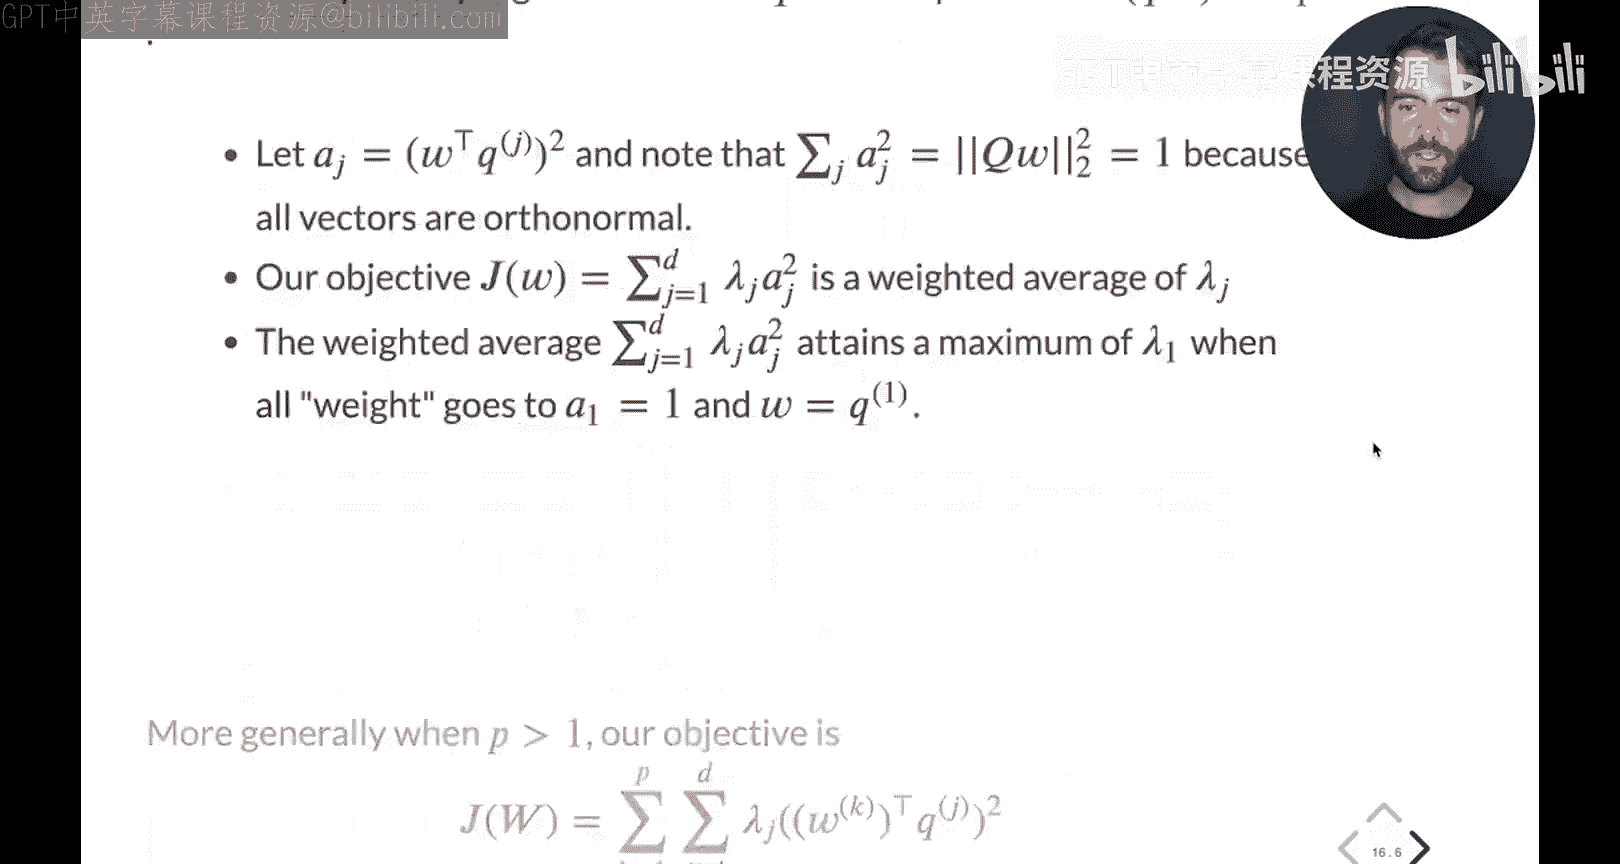 GPT中英字幕课程资源@bilibili.com
程资源 bilibili
• Let a_j = (w^⊤ q^{(j)})^2 and note that ∑_j a_j^2 = ||Qw||_2^2 = 1 because
all vectors are orthonormal.
• Our objective J(w) = ∑_{j=1}^d λ_j a_j^2 is a weighted average of λ_j
• The weighted average ∑_{j=1}^d λ_j a_j^2 attains a maximum of λ_1 when
all "weight" goes to a_1 = 1 and w = q^{(1)}.
More generally when p > 1, our objective is
J(W) = ∑^p ∑^d λ_j((w^{(k)})^⊤ q^{(j)})^2
16.6